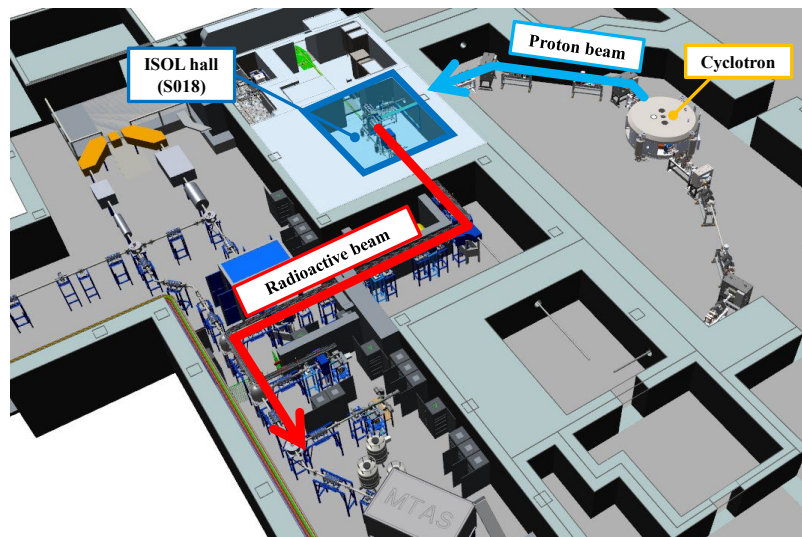 ISOL hall
(S018)
Proton beam
Cyclotron
Radioactive beam
MTAS